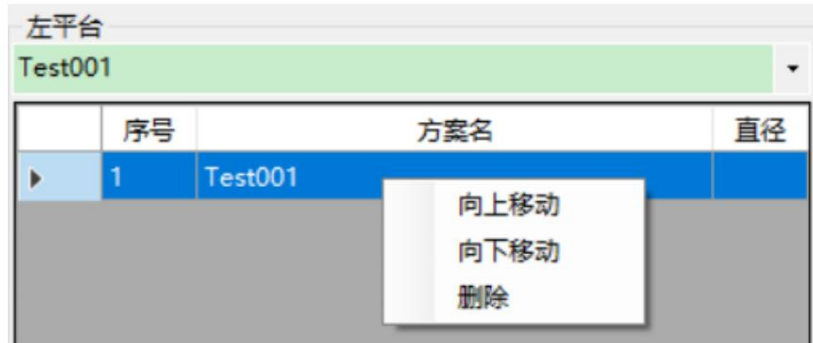 左平台
Test001
序号 方案名 直径
1 Test001
向上移动
向下移动
删除